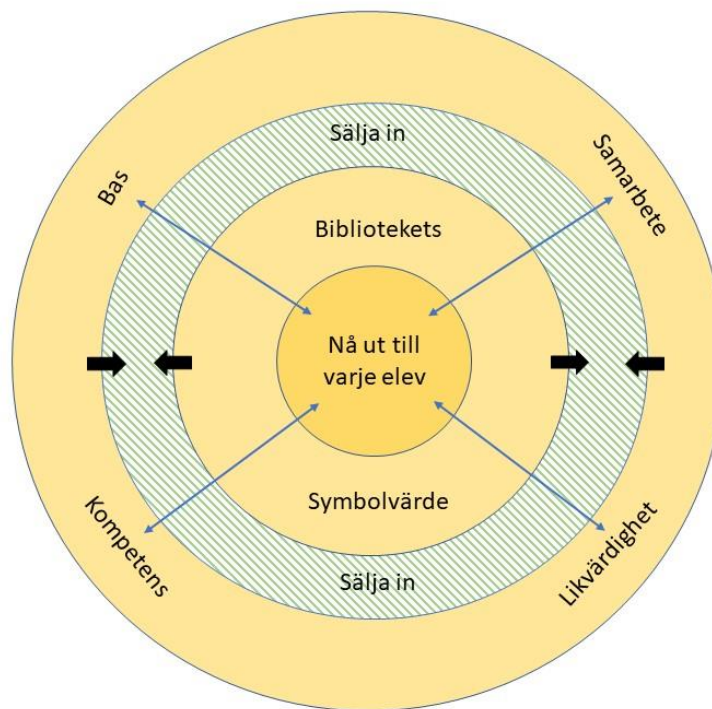 Sälja in
Bas
Samarbete
Bibliotekets
Nå ut till
varje elev
Symbolvärde
Kompetens
Likvärdighet
Sälja in